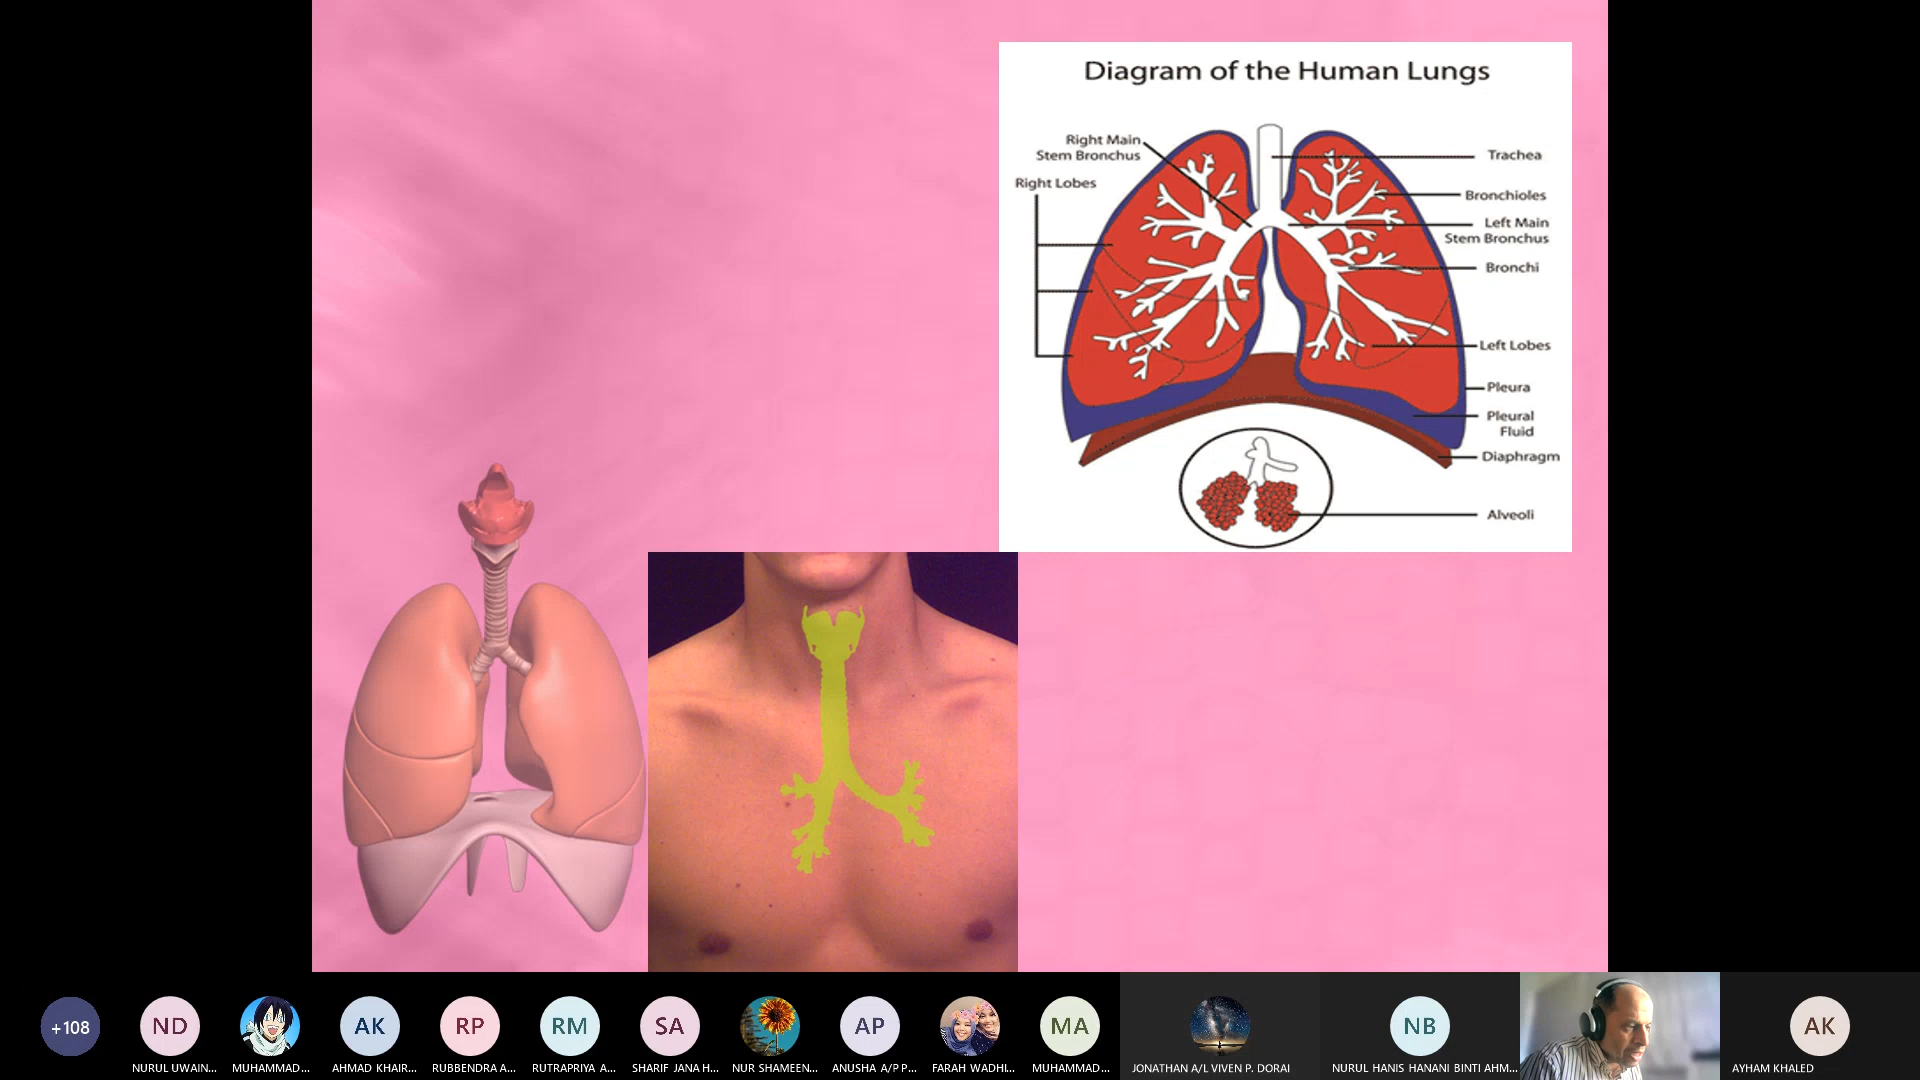 Diagram of the Human Lungs
Right Main
Stem Bronchus
Right Lobes
Trachea
Bronchioles
Left Main
Stem Bronchus
Bronchi
Left Lobes
Pleura
Pleural
Fluid
Diaphragm
Alveoli
+108
ND
AK
RP
RM
SA
AP
MA
NB
AK
NURUL UWAIN...
MUHAMMAD...
AHMAD KHAIR...
RUBBENDRA A...
RUTRAPRIYA A...
SHARIF JANA H...
NUR SHAMEEN...
ANUSHA A/P P...
FARAH WADHI...
MUHAMMAD...
JONATHAN A/L VIVEN P. DORAI
NURUL HANIS HANANI BINTI AHM...
AYHAM KHALED